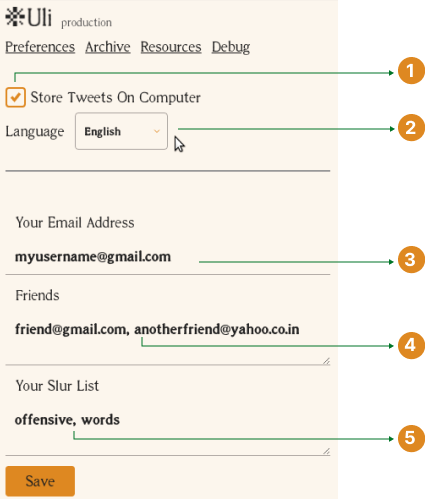 Uli production
Preferences Archive Resources Debug
1
Store Tweets On Computer
Language English
2
Your Email Address
myusername@gmail.com
3
Friends
friend@gmail.com, anotherfriend@yahoo.co.in
4
Your Slur List
offensive, words
5
Save